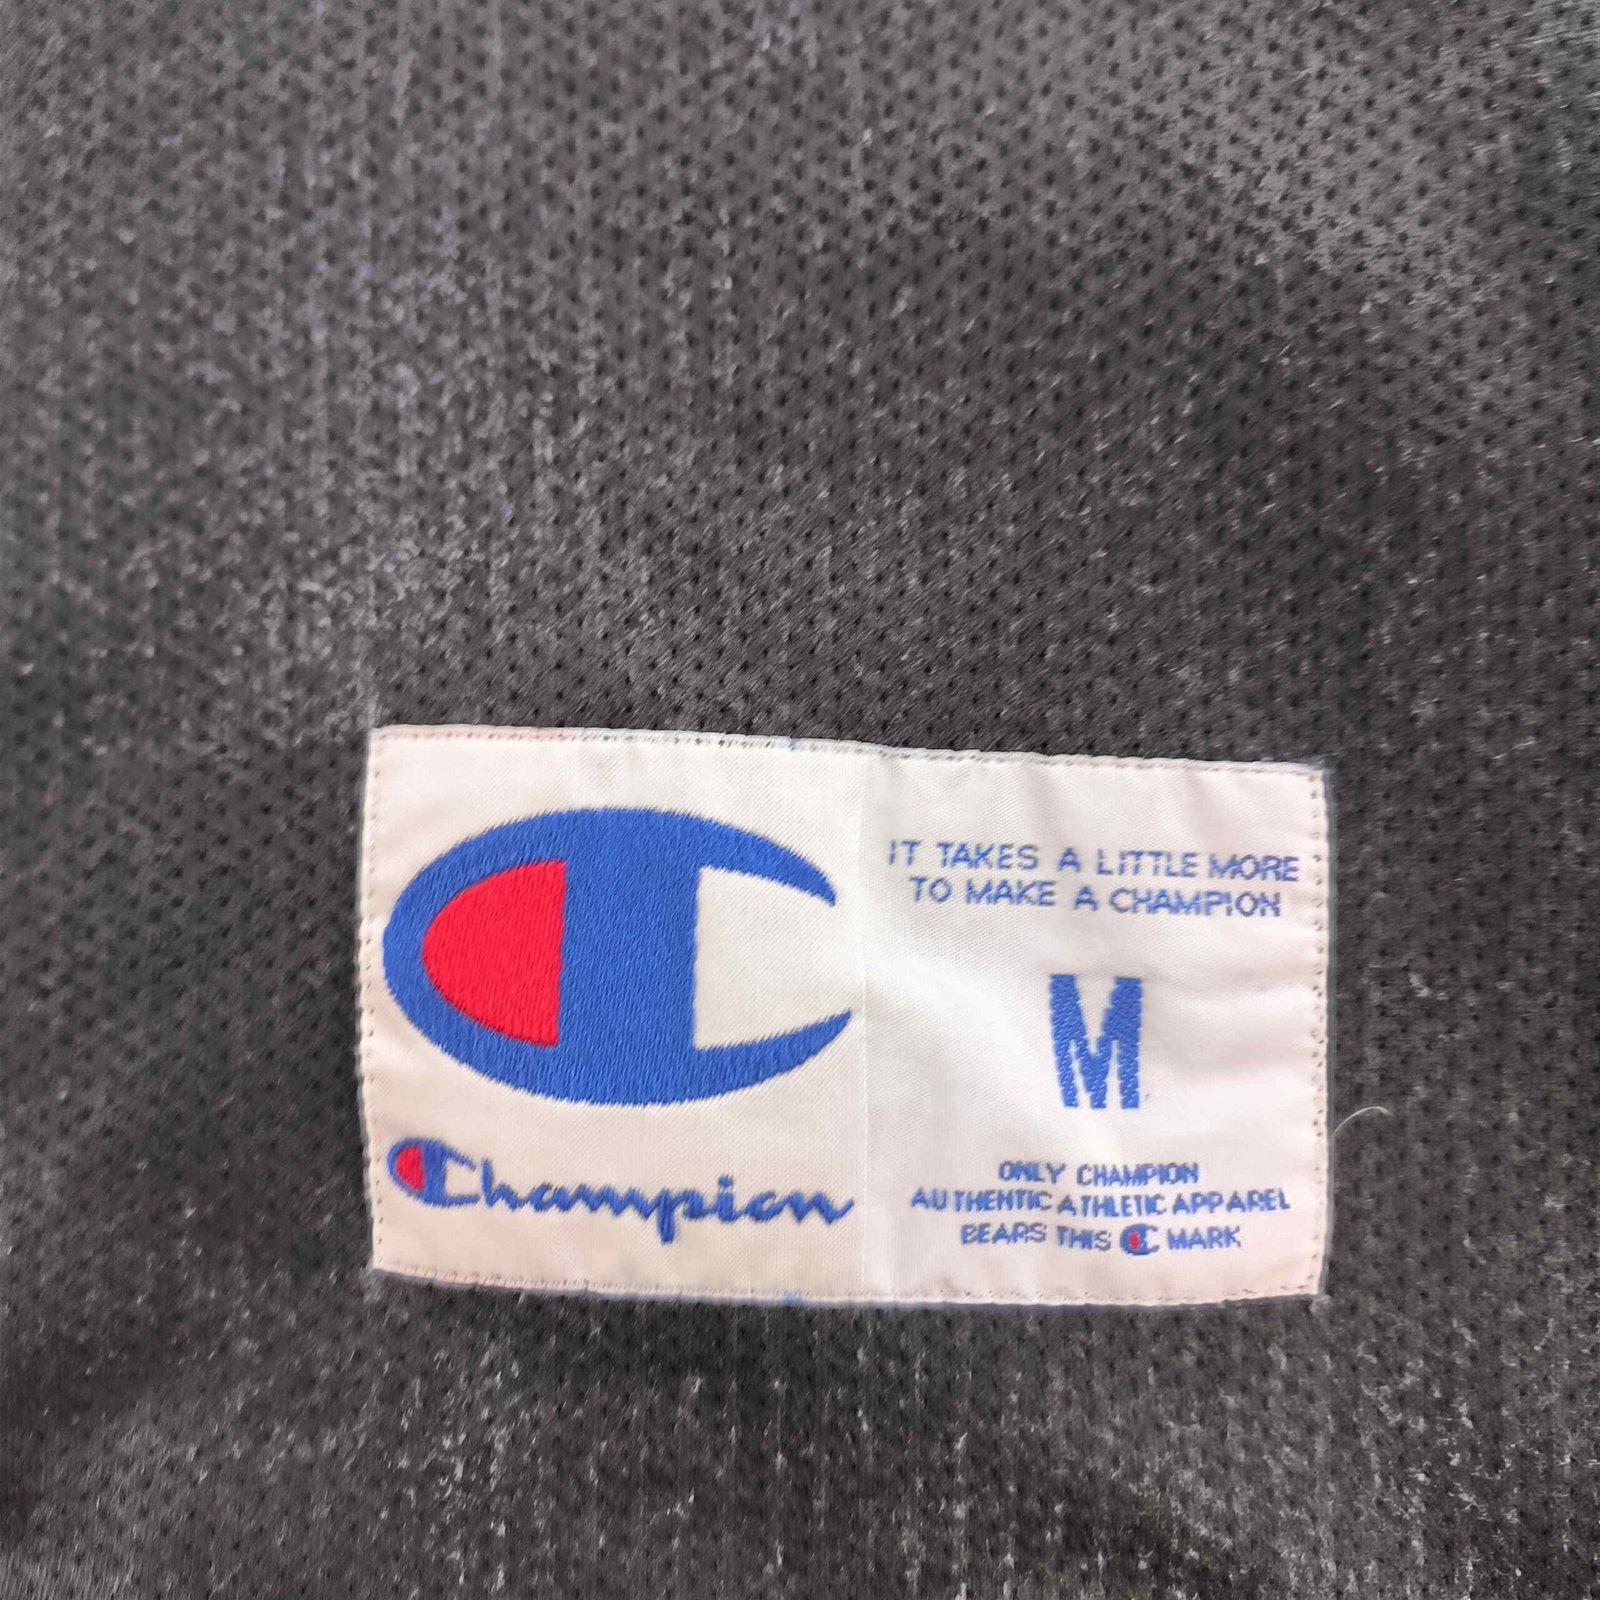 Champion
IT TAKES A LITTLE MORE
TO MAKE A CHAMPION
M
ONLY CHAMPION
AUTHENTIC ATHLETIC APPAREL
BEARS THIS C MARK